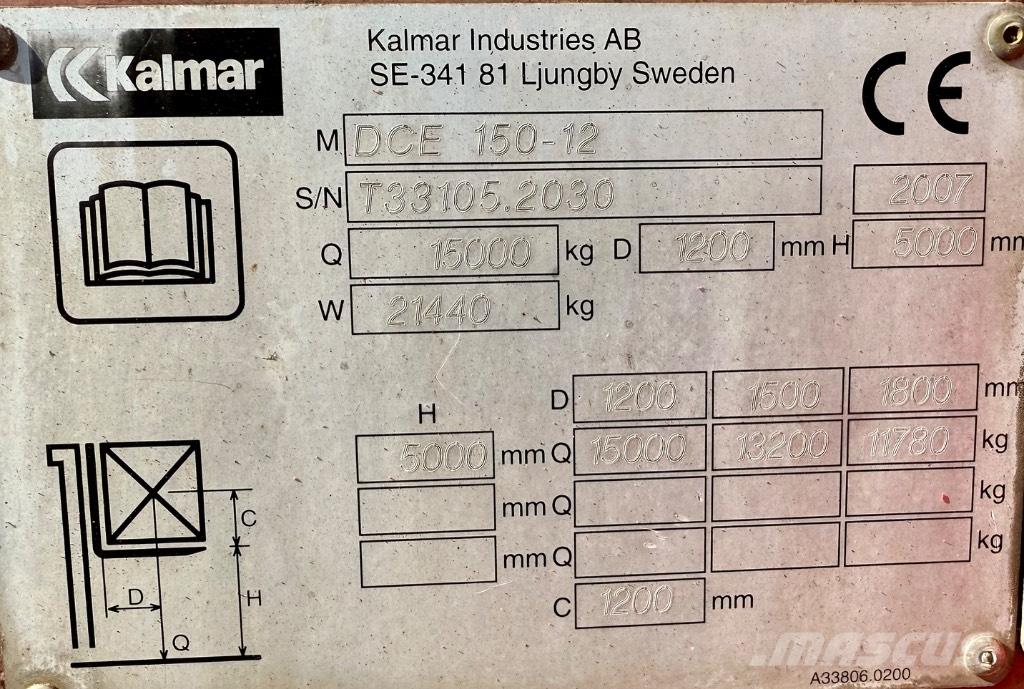 Kalmar
Kalmar Industries AB
SE-341 81 Ljungby Sweden
CE
M DCE 150-12
S/N T33105.2030 2007
Q 15000 kg D 1200 mm H 5000 mm
W 21440 kg
H D 1200 1500 1800 mm
5000 mm Q 15000 13200 11780 kg
mm Q kg
mm Q kg
C 1200 mm
C
D H
Q
A33806.0200
MASCUS